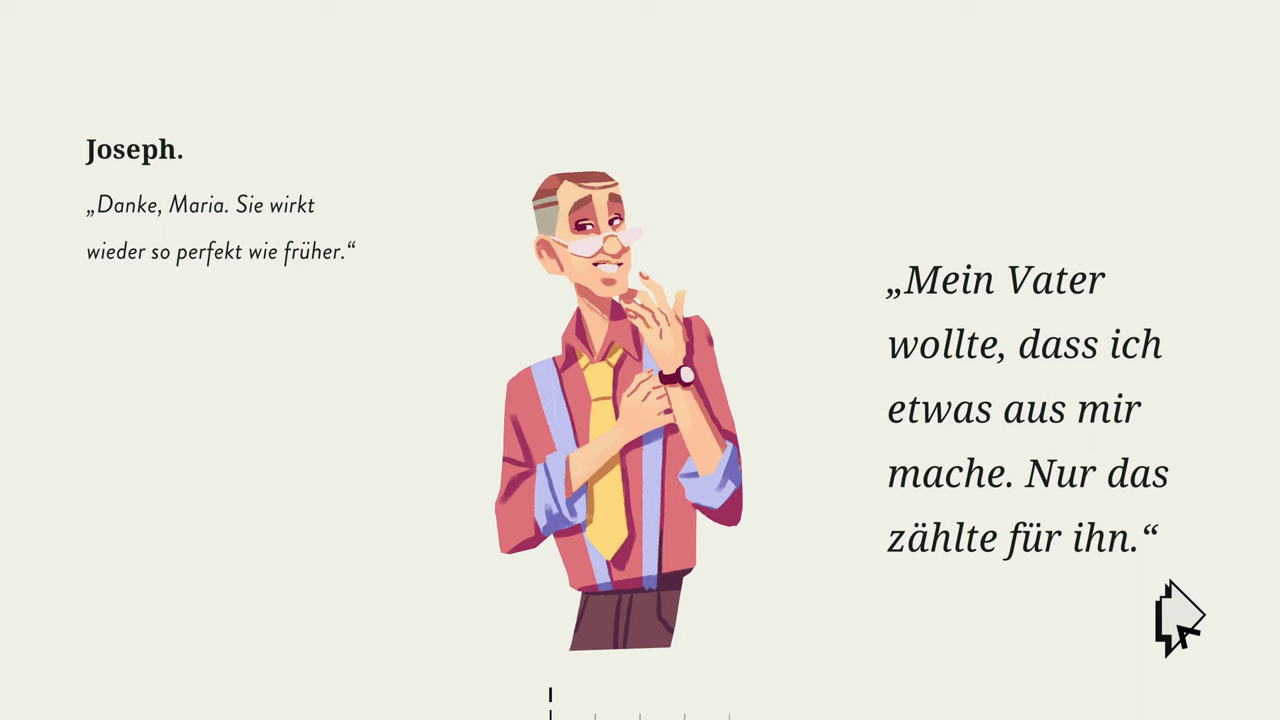 Joseph.
„Danke, Maria. Sie wirkt
wieder so perfekt wie früher.“
„Mein Vater
wollte, dass ich
etwas aus mir
mache. Nur das
zählte für ihn.“